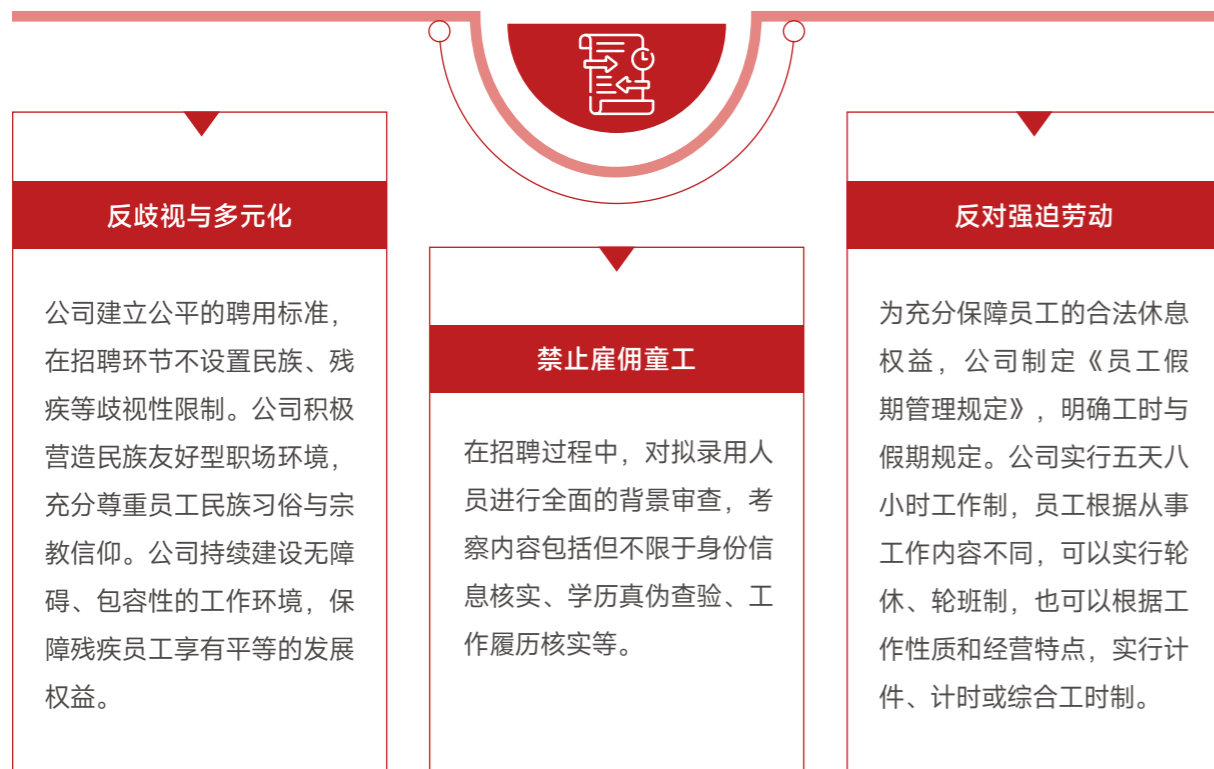 反歧视与多元化
公司建立公平的聘用标准，
在招聘环节不设置民族、残
疾等歧视性限制。公司积极
营造民族友好型职场环境，
充分尊重员工民族习俗与宗
教信仰。公司持续建设无障
碍、包容性的工作环境，保
障残疾员工享有平等的发展
权益。
禁止雇佣童工
在招聘过程中，对拟录用人
员进行全面的背景审查，考
察内容包括但不限于身份信
息核实、学历真伪查验、工
作履历核实等。
反对强迫劳动
为充分保障员工的合法休息
权益，公司制定《员工假
期管理规定》，明确工时与
假期规定。公司实行五天八
小时工作制，员工根据从事
工作内容不同，可以实行轮
休、轮班制，也可以根据工
作性质和经营特点，实行计
件、计时或综合工时制。